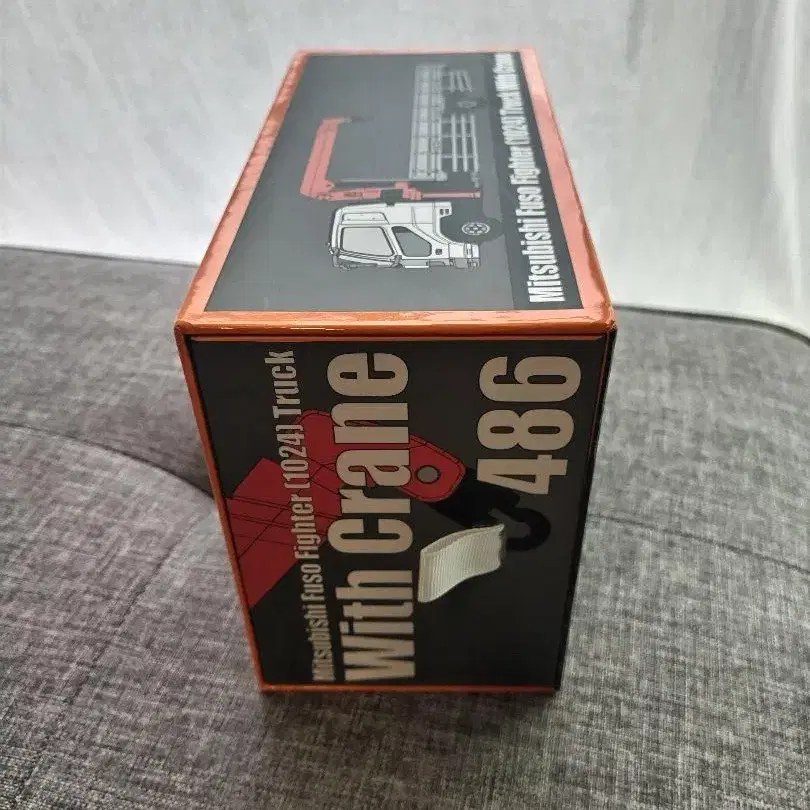 Mitsubishi Fuso Fighter (1024) Truck With Crane
Mitsubishi Fuso Fighter (1024) Truck
With Crane
486